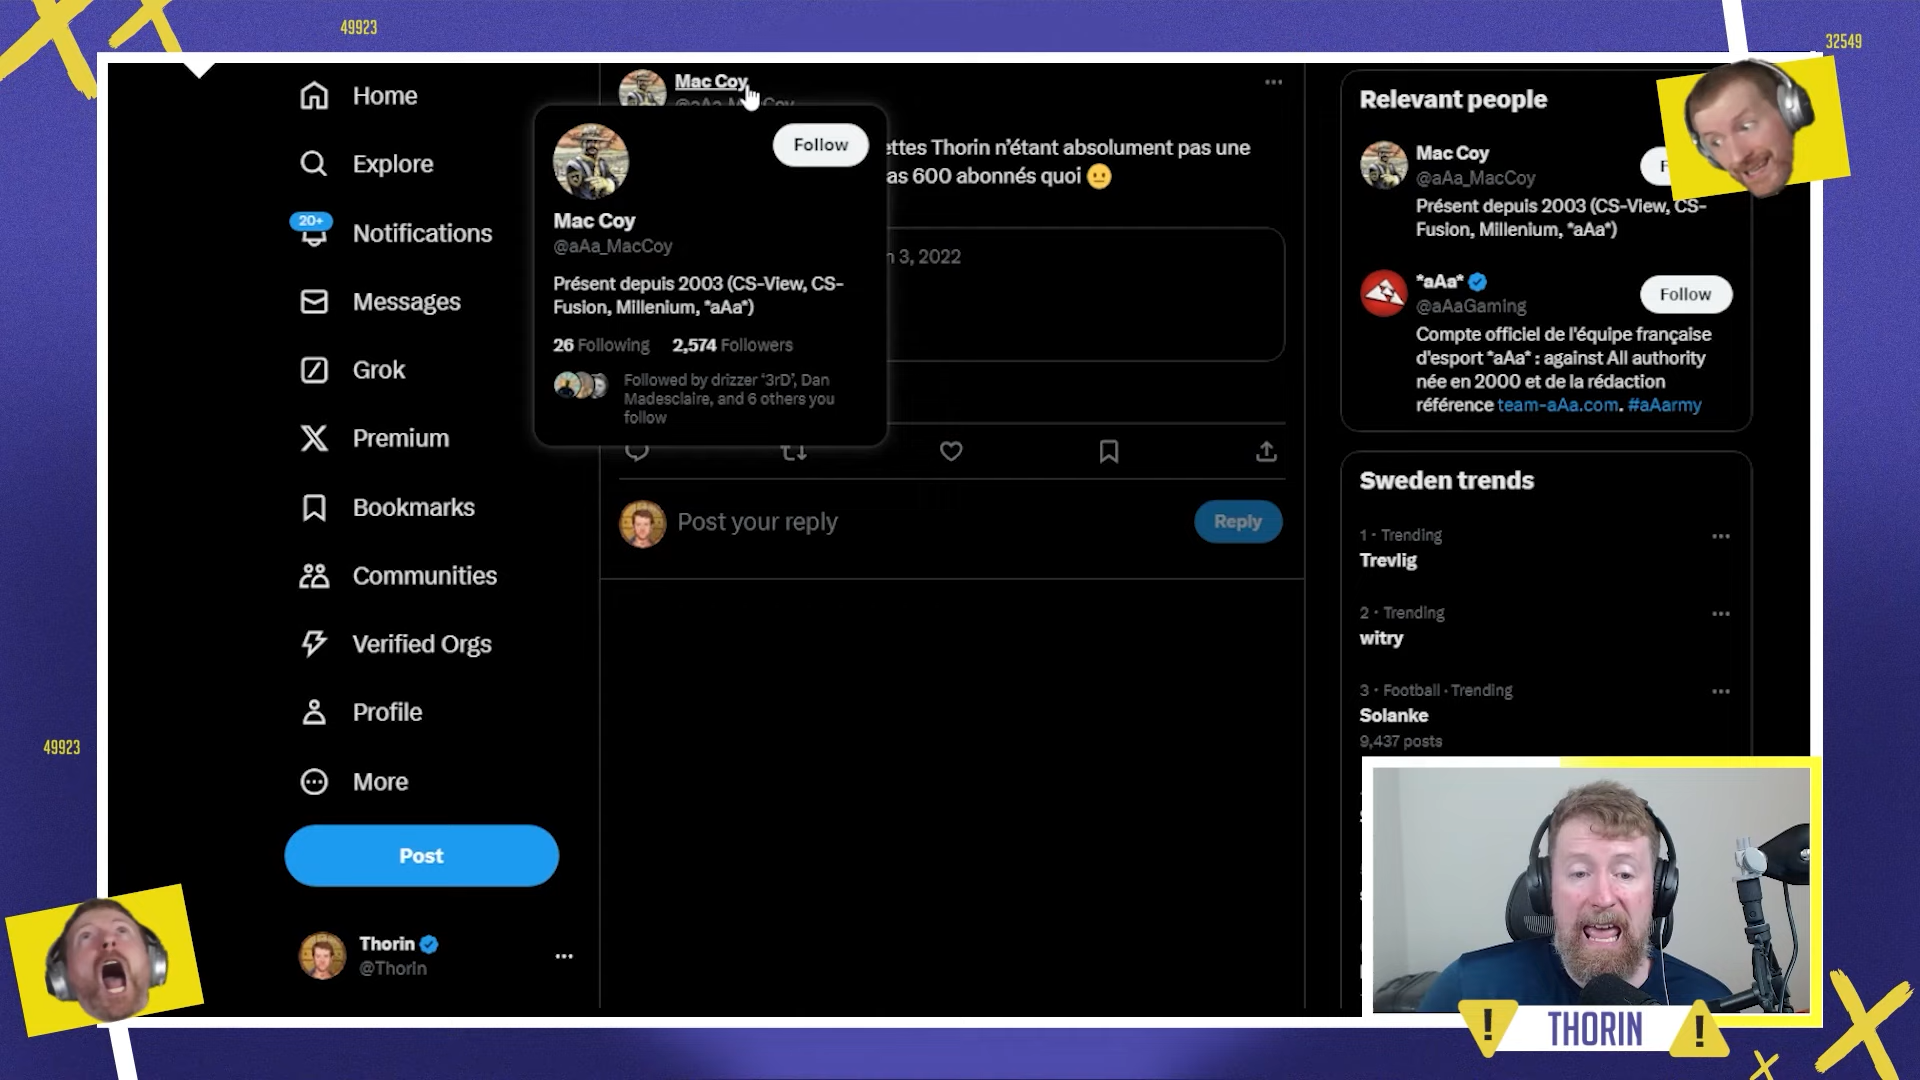 49923
32549
Home
Explore
20+
Notifications
Messages
Grok
Premium
Bookmarks
Communities
Verified Orgs
Profile
More
Post
Thorin
@Thorin
49923
Mac Coy
Follow
Mac Coy
@aAa_MacCoy
Présent depuis 2003 (CS-View, CS-
Fusion, Millenium, *aAa*)
26 Following 2,574 Followers
Followed by drizzer ‘3rD’, Dan
Madesclaire, and 6 others you
follow
ettes Thorin n’étant absolument pas une
as 600 abonnés quoi 😐
3, 2022
Post your reply
Reply
Relevant people
Mac Coy
@aAa_MacCoy
Présent depuis 2003 (CS-View, CS-
Fusion, Millenium, *aAa*)
*aAa*
@aAaGaming
Follow
Compte officiel de l'équipe française
d'esport *aAa* : against All authority
née en 2000 et de la rédaction
référence team-aAa.com. #aAarmy
Sweden trends
1 · Trending
Trevlig
2 · Trending
witry
3 · Football · Trending
Solanke
9,437 posts
! THORIN !